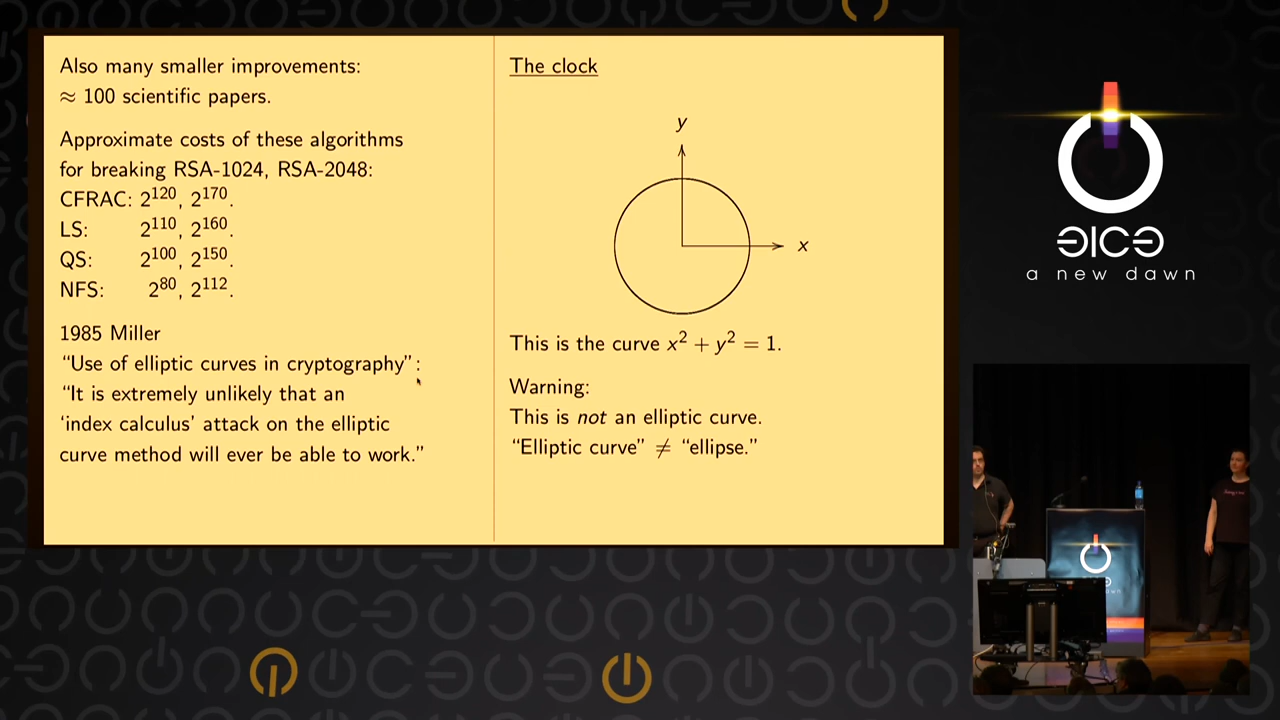 Also many smaller improvements:
≈ 100 scientific papers.
Approximate costs of these algorithms
for breaking RSA-1024, RSA-2048:
CFRAC: 2^120, 2^170.
LS: 2^110, 2^160.
QS: 2^100, 2^150.
NFS: 2^80, 2^112.
1985 Miller
“Use of elliptic curves in cryptography”:
“It is extremely unlikely that an
‘index calculus’ attack on the elliptic
curve method will ever be able to work.”
The clock
y
x
This is the curve x^2 + y^2 = 1.
Warning:
This is not an elliptic curve.
“Elliptic curve” ≠ “ellipse.”
a new dawn